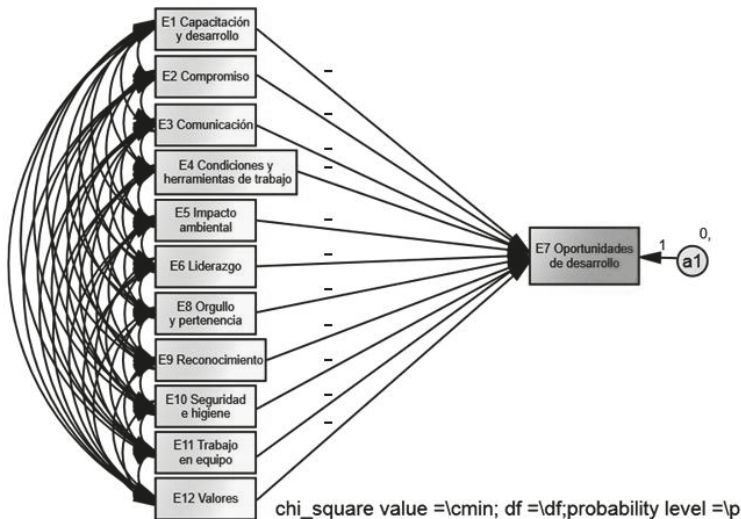 E1 Capacitación
y desarrollo
E2 Compromiso
E3 Comunicación
E4 Condiciones y
herramientas de trabajo
E5 Impacto
ambiental
E6 Liderazgo
E8 Orgullo
y pertenencia
E9 Reconocimiento
E10 Seguridad
e higiene
E11 Trabajo
en equipo
E12 Valores
E7 Oportunidades
de desarrollo
1
0,
a1
chi_square value =\cmin; df =\df;probability level =\p